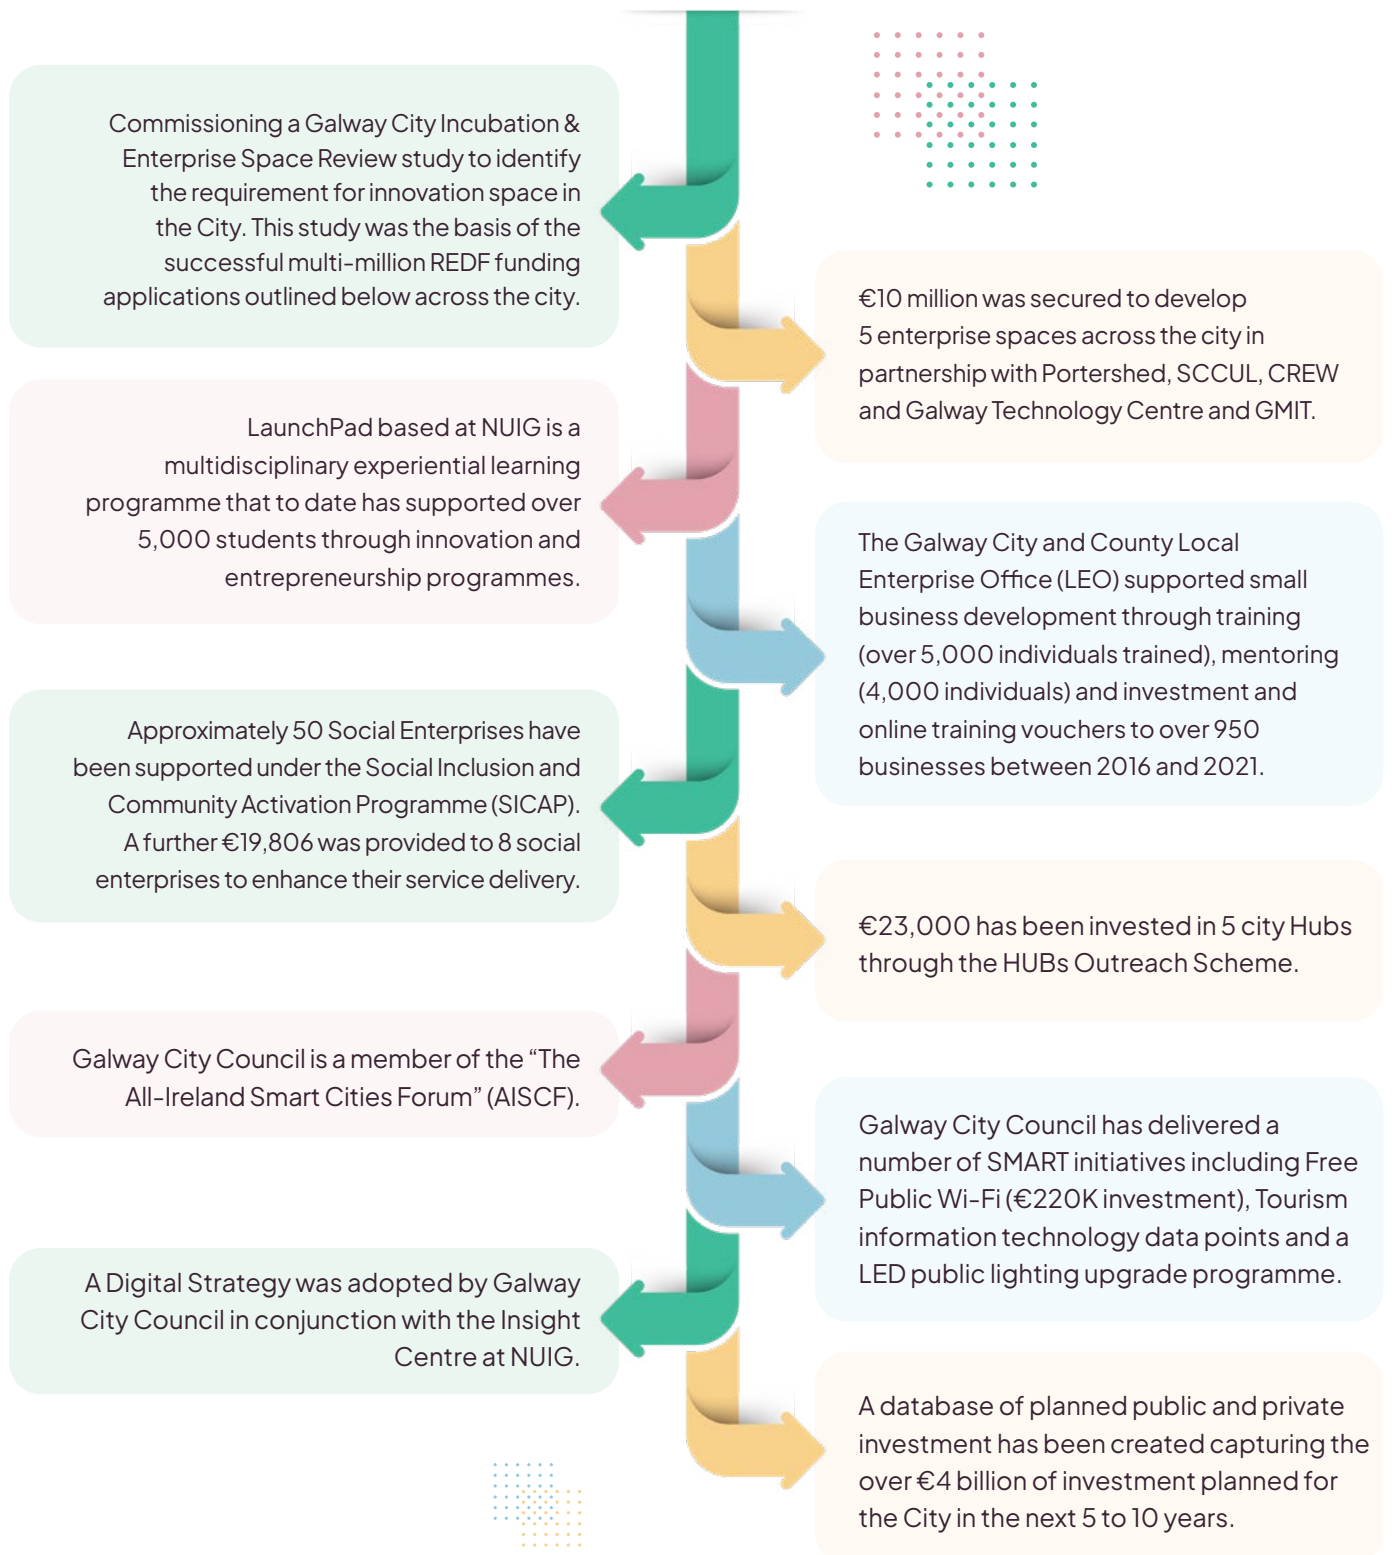 Commissioning a Galway City Incubation &
Enterprise Space Review study to identify
the requirement for innovation space in
the City. This study was the basis of the
successful multi-million REDF funding
applications outlined below across the city.
€10 million was secured to develop
5 enterprise spaces across the city in
partnership with Portershed, SCCUL, CREW
and Galway Technology Centre and GMIT.
LaunchPad based at NUIG is a
multidisciplinary experiential learning
programme that to date has supported over
5,000 students through innovation and
entrepreneurship programmes.
The Galway City and County Local
Enterprise Office (LEO) supported small
business development through training
(over 5,000 individuals trained), mentoring
(4,000 individuals) and investment and
online training vouchers to over 950
businesses between 2016 and 2021.
Approximately 50 Social Enterprises have
been supported under the Social Inclusion and
Community Activation Programme (SICAP).
A further €19,806 was provided to 8 social
enterprises to enhance their service delivery.
€23,000 has been invested in 5 city Hubs
through the HUBs Outreach Scheme.
Galway City Council is a member of the “The
All-Ireland Smart Cities Forum” (AISCF).
Galway City Council has delivered a
number of SMART initiatives including Free
Public Wi-Fi (€220K investment), Tourism
information technology data points and a
LED public lighting upgrade programme.
A Digital Strategy was adopted by Galway
City Council in conjunction with the Insight
Centre at NUIG.
A database of planned public and private
investment has been created capturing the
over €4 billion of investment planned for
the City in the next 5 to 10 years.